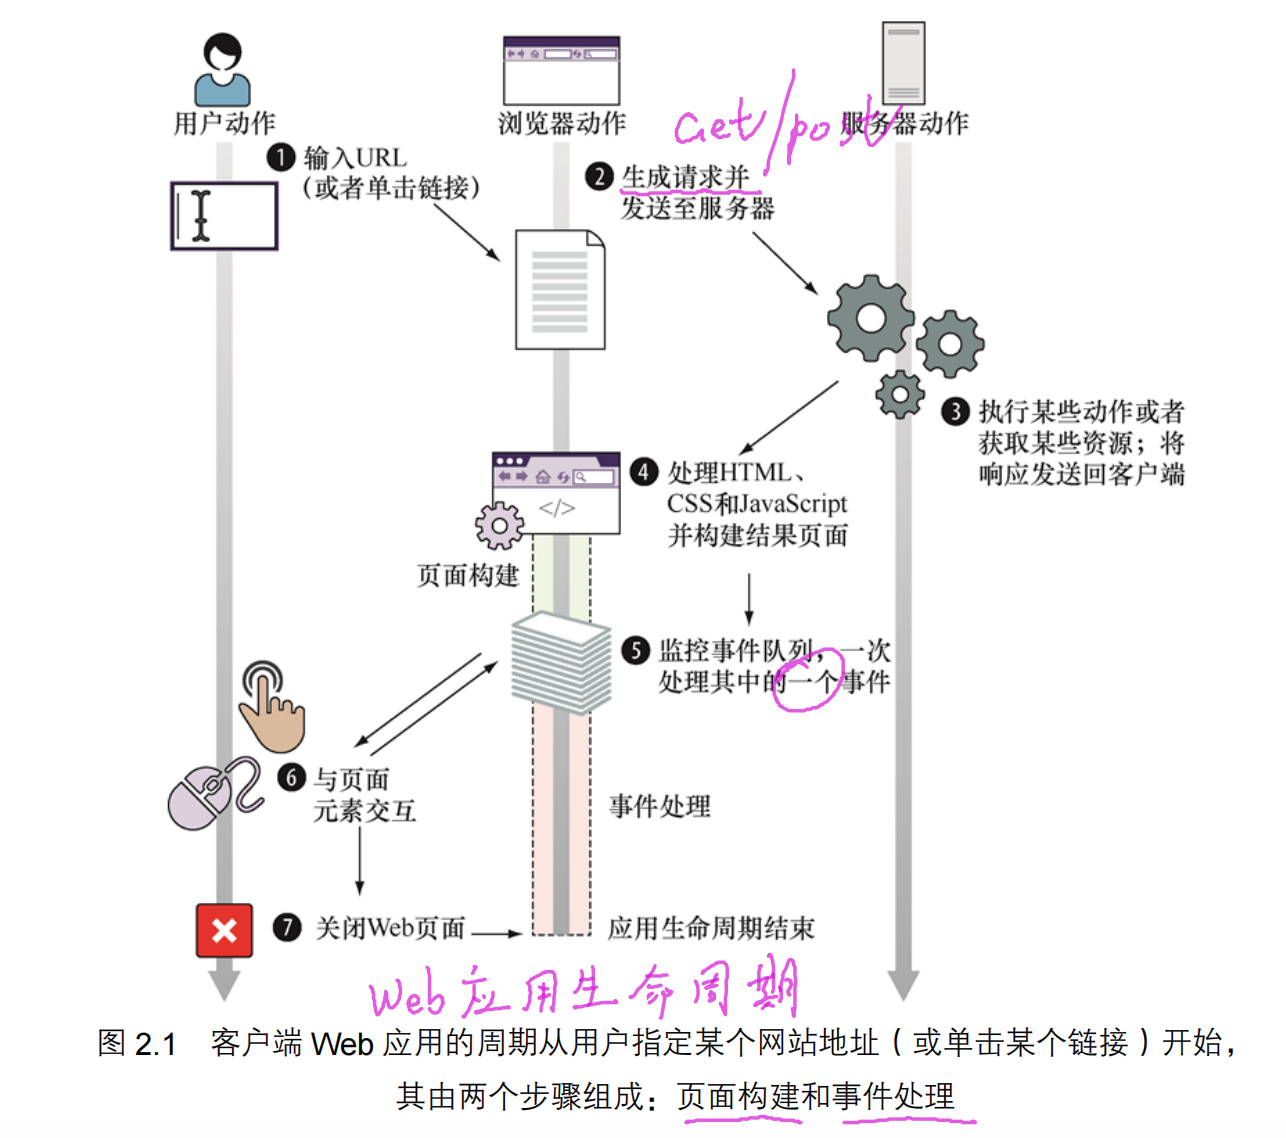 用户动作
浏览器动作
服务器动作
Get/post
❶ 输入URL
（或者单击链接）
❷ 生成请求并
发送至服务器
❸ 执行某些动作或者
获取某些资源；将
响应发送回客户端
❹ 处理HTML、
CSS和JavaScript
并构建结果页面
</>
页面构建
❺ 监控事件队列，一次
处理其中的一个事件
❻ 与页面
元素交互
事件处理
❼ 关闭Web页面
应用生命周期结束
Web应用生命周期
图 2.1 客户端 Web 应用的周期从用户指定某个网站地址（或单击某个链接）开始，
其由两个步骤组成：页面构建和事件处理